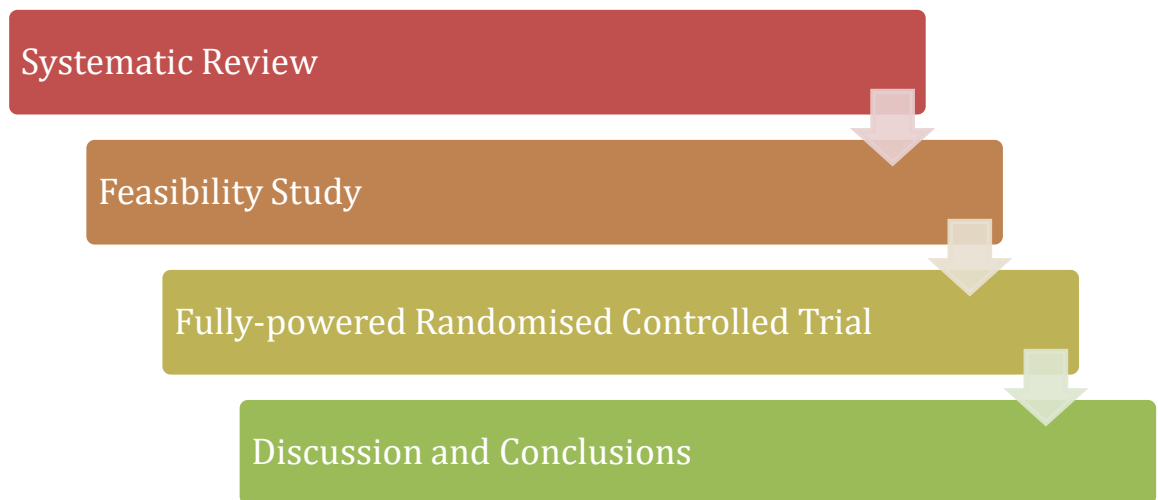 Systematic Review
Feasibility Study
Fully-powered Randomised Controlled Trial
Discussion and Conclusions